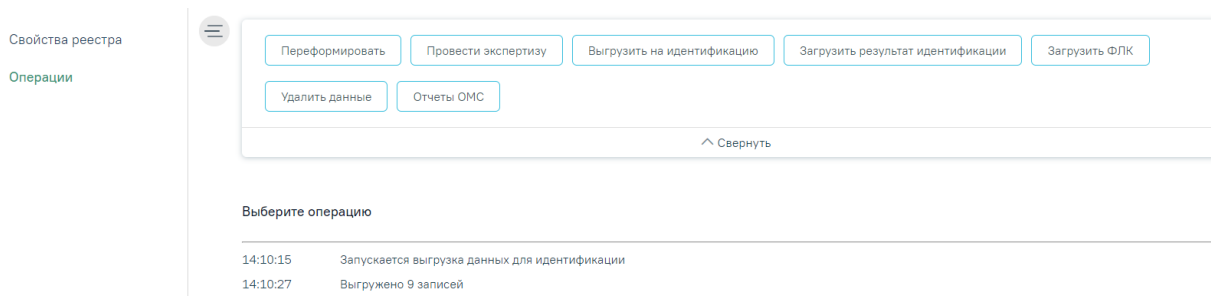 Свойства реестра
Операции
Переформировать Провести экспертизу Выгрузить на идентификацию Загрузить результат идентификации Загрузить ФЛК
Удалить данные Отчеты ОМС
Свернуть
Выберите операцию
14:10:15 Запускается выгрузка данных для идентификации
14:10:27 Выгружено 9 записей